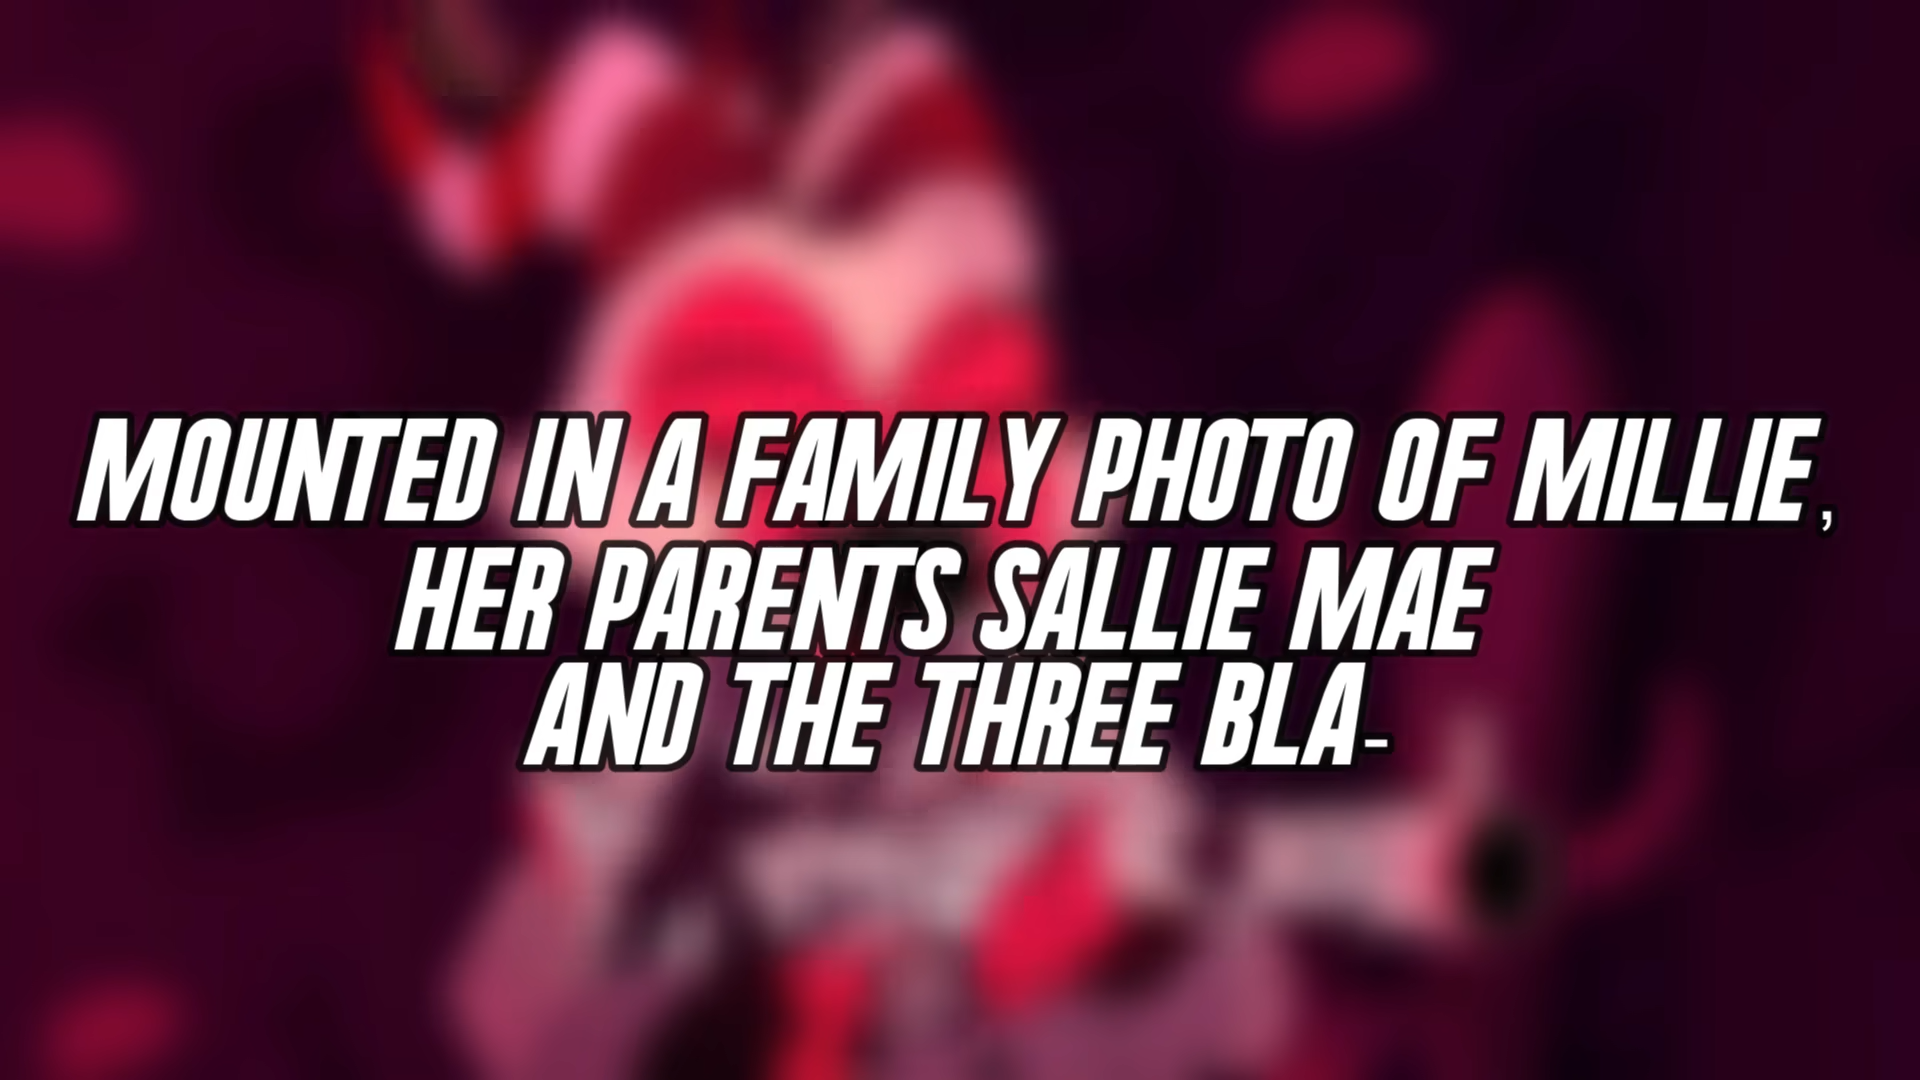 MOUNTED IN A FAMILY PHOTO OF MILLIE,
HER PARENTS SALLIE MAE
AND THE THREE BLA-